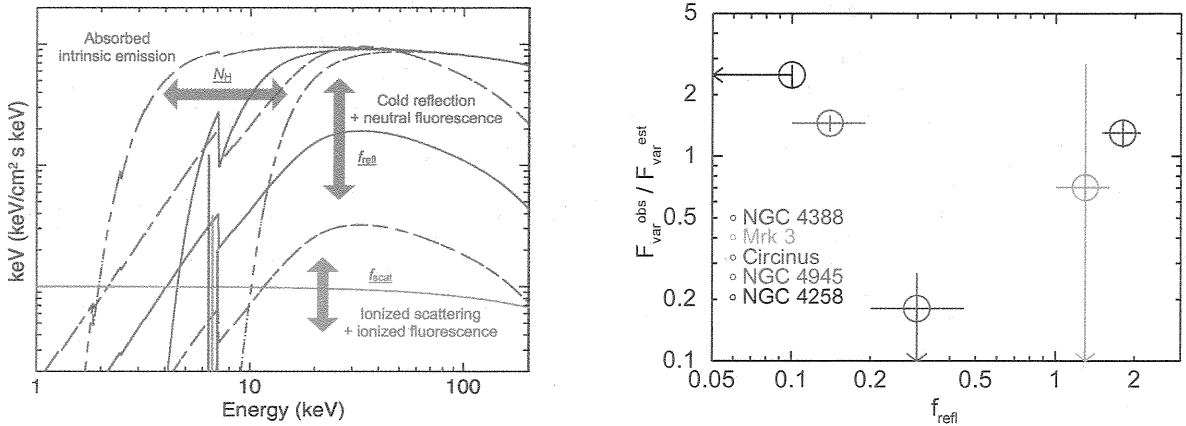 Absorbed
intrinsic emission
N_H
Cold reflection
+ neutral fluorescence
f_refl
f_scat
Ionized scattering
+ ionized fluorescence
keV (keV/cm² s keV)
1
10
100
Energy (keV)
5
2
1
0.5
0.2
0.1
F_var^obs / F_var^est
NGC 4388
Mrk 3
Circinus
NGC 4945
NGC 4258
0.05
0.1
0.2
0.5
1
2
f_refl